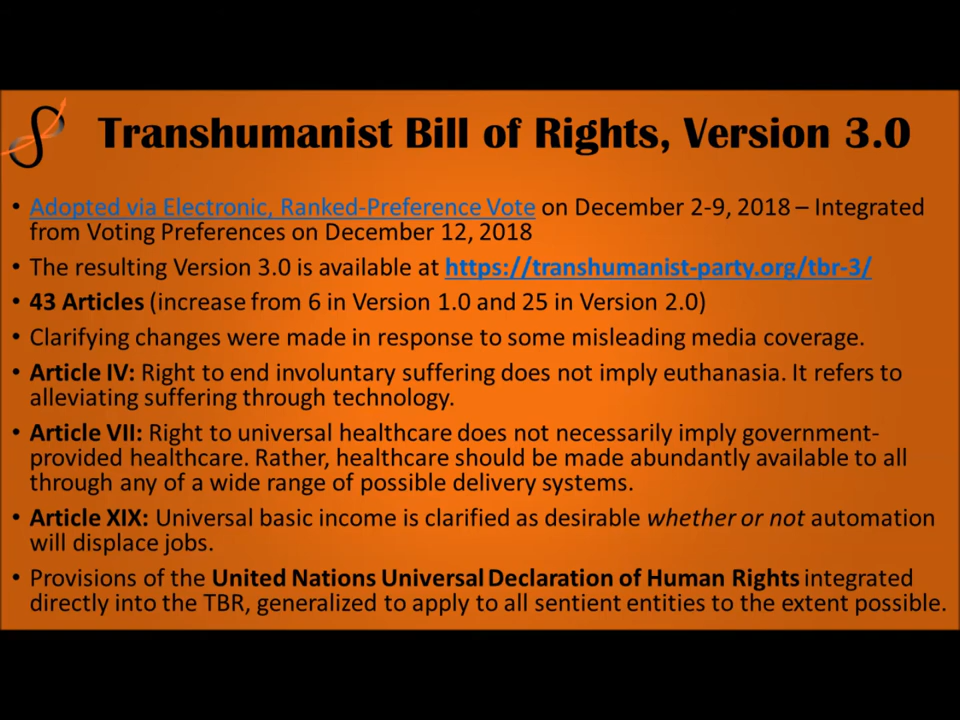 Transhumanist Bill of Rights, Version 3.0
• Adopted via Electronic, Ranked-Preference Vote on December 2-9, 2018 – Integrated
from Voting Preferences on December 12, 2018
• The resulting Version 3.0 is available at https://transhumanist-party.org/tbr-3/
• 43 Articles (increase from 6 in Version 1.0 and 25 in Version 2.0)
• Clarifying changes were made in response to some misleading media coverage.
• Article IV: Right to end involuntary suffering does not imply euthanasia. It refers to
alleviating suffering through technology.
• Article VII: Right to universal healthcare does not necessarily imply government-
provided healthcare. Rather, healthcare should be made abundantly available to all
through any of a wide range of possible delivery systems.
• Article XIX: Universal basic income is clarified as desirable whether or not automation
will displace jobs.
• Provisions of the United Nations Universal Declaration of Human Rights integrated
directly into the TBR, generalized to apply to all sentient entities to the extent possible.